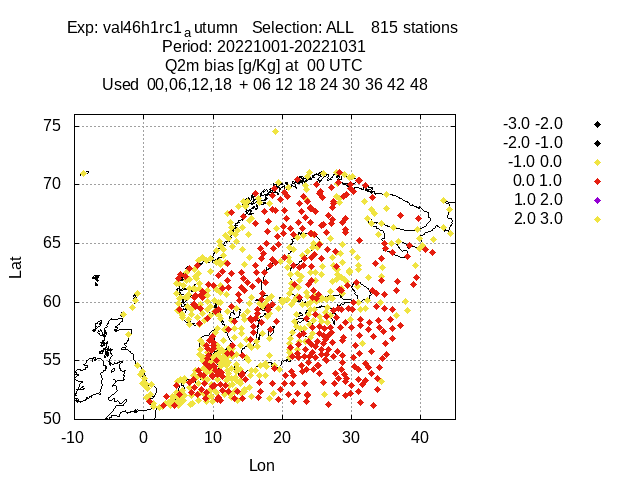 Exp: val46h1rc1autumn Selection: ALL 815 stations
Period: 20221001-20221031
Q2m bias [g/Kg] at 00 UTC
Used 00,06,12,18 + 06 12 18 24 30 36 42 48
75
70
65
60
55
50
-10 0 10 20 30 40
Lat
Lon
-3.0 -2.0
-2.0 -1.0
-1.0 0.0
0.0 1.0
1.0 2.0
2.0 3.0